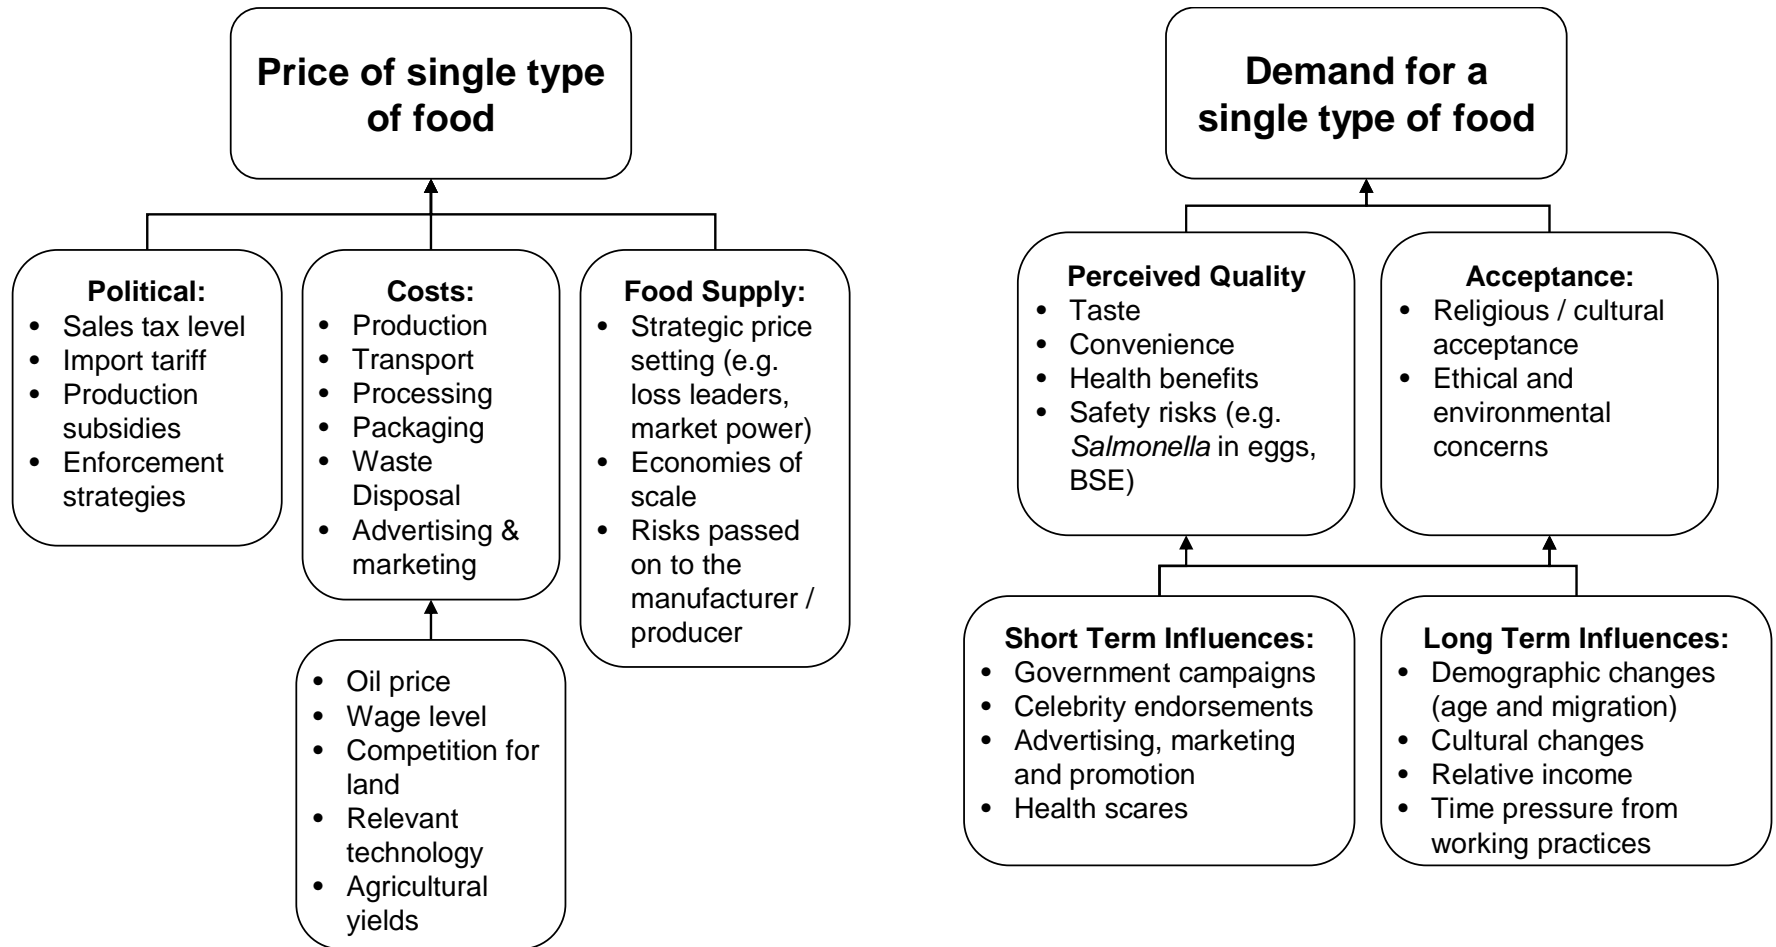 Price of single type
of food
Political:
• Sales tax level
• Import tariff
• Production
subsidies
• Enforcement
strategies
Costs:
• Production
• Transport
• Processing
• Packaging
• Waste
Disposal
• Advertising &
marketing
Food Supply:
• Strategic price
setting (e.g.
loss leaders,
market power)
• Economies of
scale
• Risks passed
on to the
manufacturer /
producer
• Oil price
• Wage level
• Competition for
land
• Relevant
technology
• Agricultural
yields
Demand for a
single type of food
Perceived Quality
• Taste
• Convenience
• Health benefits
• Safety risks (e.g.
Salmonella in eggs,
BSE)
Acceptance:
• Religious / cultural
acceptance
• Ethical and
environmental
concerns
Short Term Influences:
• Government campaigns
• Celebrity endorsements
• Advertising, marketing
and promotion
• Health scares
Long Term Influences:
• Demographic changes
(age and migration)
• Cultural changes
• Relative income
• Time pressure from
working practices